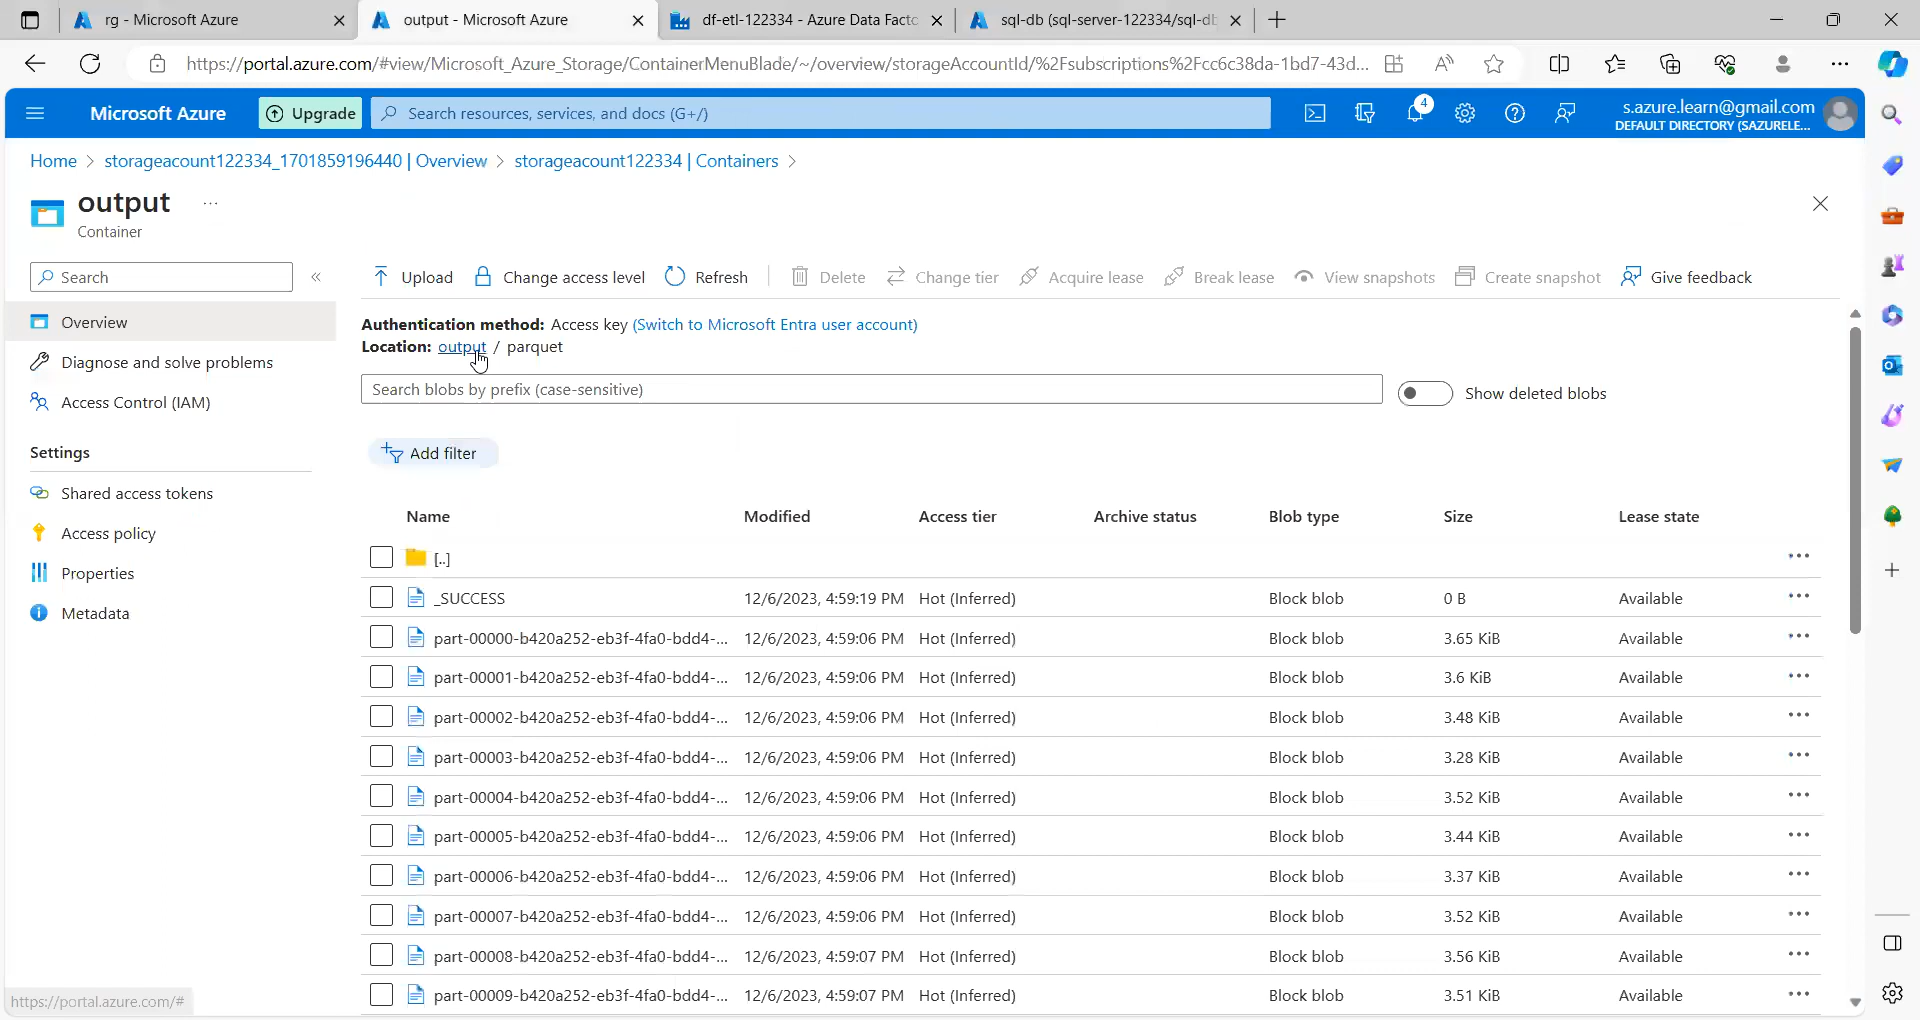 rg - Microsoft Azure
output - Microsoft Azure
df-etl-122334 - Azure Data Facto
sql-db (sql-server-122334/sql-db
https://portal.azure.com/#view/Microsoft_Azure_Storage/ContainerMenuBlade/~/overview/storageAccountId/%2Fsubscriptions%2Fcc6c38da-1bd7-43d...
Microsoft Azure
Upgrade
Search resources, services, and docs (G+/)
4
s.azure.learn@gmail.com
DEFAULT DIRECTORY (SAZURELE...
Home > storageacount122334_1701859196440 | Overview > storageacount122334 | Containers >
output ...
Container
Search
Upload
Change access level
Refresh
Delete
Change tier
Acquire lease
Break lease
View snapshots
Create snapshot
Give feedback
Overview
Diagnose and solve problems
Access Control (IAM)
Settings
Shared access tokens
Access policy
Properties
Metadata
Authentication method: Access key (Switch to Microsoft Entra user account)
Location: output / parquet
Search blobs by prefix (case-sensitive)
Show deleted blobs
Add filter
Name Modified Access tier Archive status Blob type Size Lease state
[..]
_SUCCESS 12/6/2023, 4:59:19 PM Hot (Inferred) Block blob 0 B Available
part-00000-b420a252-eb3f-4fa0-bdd4-... 12/6/2023, 4:59:06 PM Hot (Inferred) Block blob 3.65 KiB Available
part-00001-b420a252-eb3f-4fa0-bdd4-... 12/6/2023, 4:59:06 PM Hot (Inferred) Block blob 3.6 KiB Available
part-00002-b420a252-eb3f-4fa0-bdd4-... 12/6/2023, 4:59:06 PM Hot (Inferred) Block blob 3.48 KiB Available
part-00003-b420a252-eb3f-4fa0-bdd4-... 12/6/2023, 4:59:06 PM Hot (Inferred) Block blob 3.28 KiB Available
part-00004-b420a252-eb3f-4fa0-bdd4-... 12/6/2023, 4:59:06 PM Hot (Inferred) Block blob 3.52 KiB Available
part-00005-b420a252-eb3f-4fa0-bdd4-... 12/6/2023, 4:59:06 PM Hot (Inferred) Block blob 3.44 KiB Available
part-00006-b420a252-eb3f-4fa0-bdd4-... 12/6/2023, 4:59:06 PM Hot (Inferred) Block blob 3.37 KiB Available
part-00007-b420a252-eb3f-4fa0-bdd4-... 12/6/2023, 4:59:06 PM Hot (Inferred) Block blob 3.52 KiB Available
part-00008-b420a252-eb3f-4fa0-bdd4-... 12/6/2023, 4:59:07 PM Hot (Inferred) Block blob 3.56 KiB Available
part-00009-b420a252-eb3f-4fa0-bdd4-... 12/6/2023, 4:59:07 PM Hot (Inferred) Block blob 3.51 KiB Available
https://portal.azure.com/#